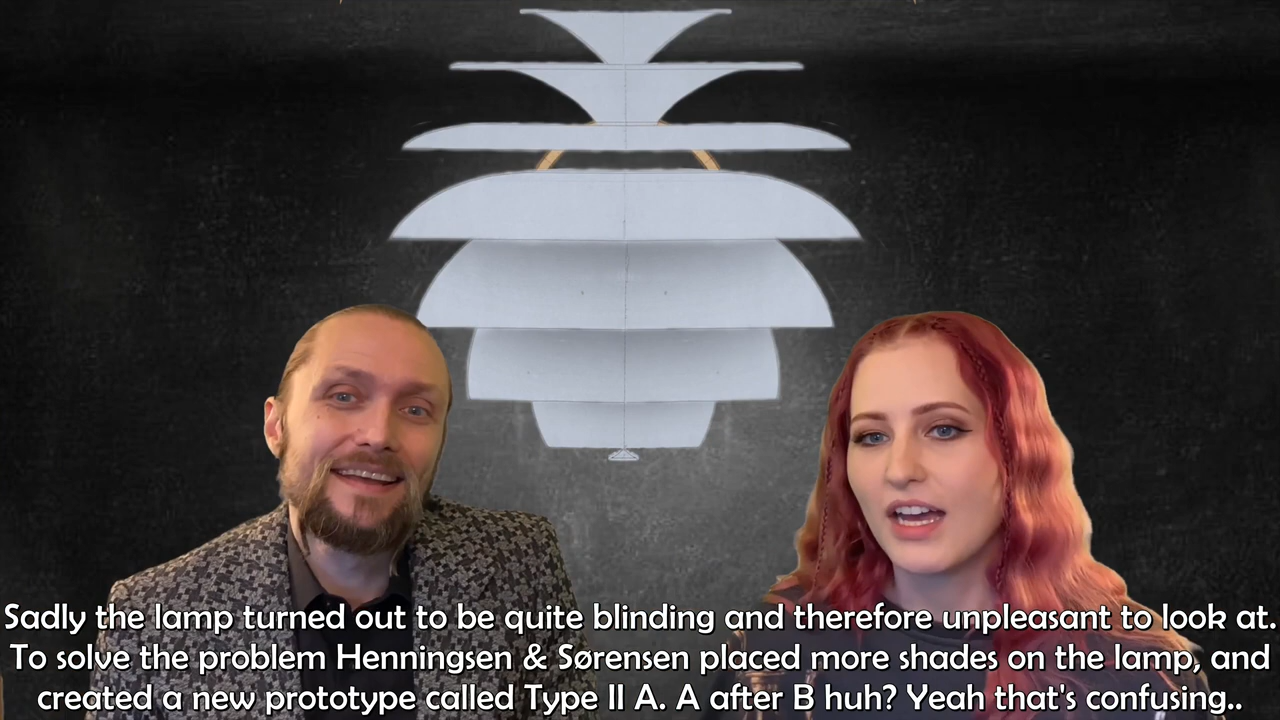 Sadly the lamp turned out to be quite blinding and therefore unpleasant to look at.
To solve the problem Henningsen & Sørensen placed more shades on the lamp, and
created a new prototype called Type II A. A after B huh? Yeah that's confusing..